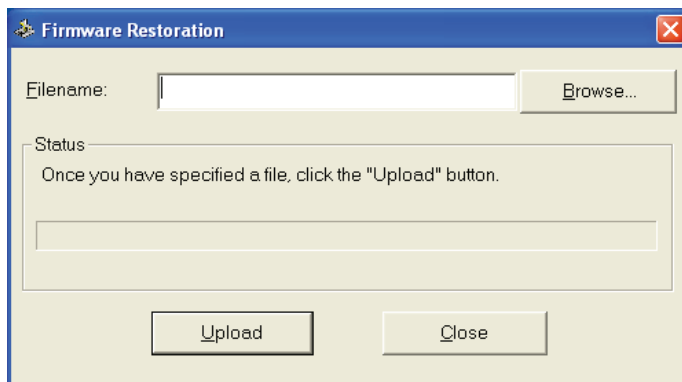 Firmware Restoration
Filename:
Browse...
Status
Once you have specified a file, click the "Upload" button.
Upload
Close